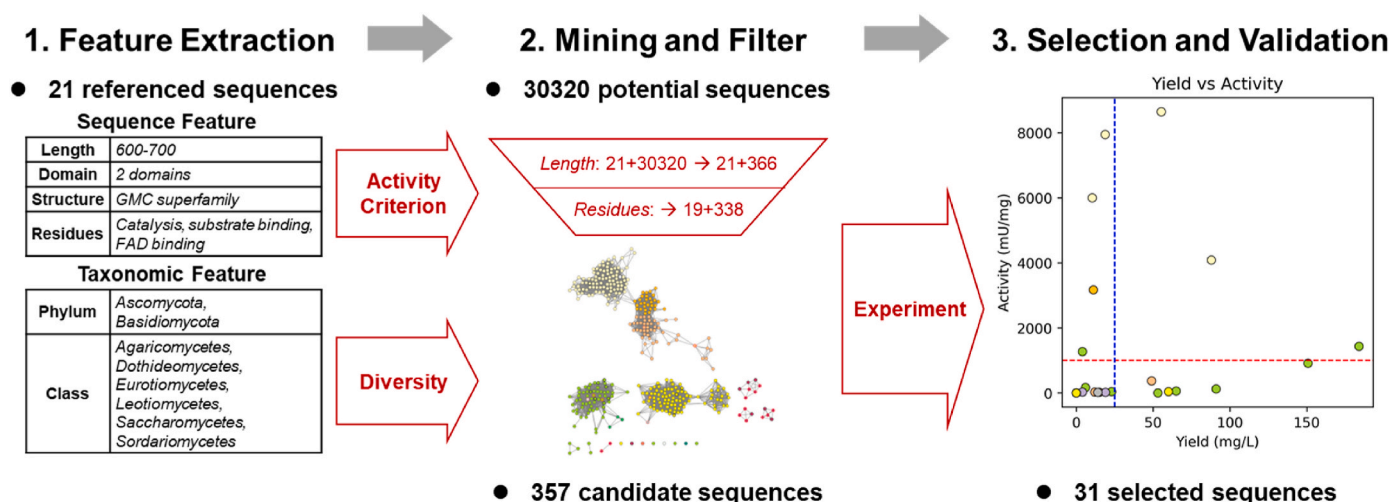 1. Feature Extraction
● 21 referenced sequences
Sequence Feature
Length 600-700
Domain 2 domains
Structure GMC superfamily
Residues Catalysis, substrate binding,
FAD binding
Taxonomic Feature
Phylum Ascomycota,
Basidiomycota
Class Agaricomycetes,
Dothideomycetes,
Eurotiomycetes,
Leotiomycetes,
Saccharomycetes,
Sordariomycetes
Activity
Criterion
Diversity
2. Mining and Filter
● 30320 potential sequences
Length: 21+30320 → 21+366
Residues: → 19+338
● 357 candidate sequences
Experiment
3. Selection and Validation
Yield vs Activity
Activity (mU/mg)
8000
6000
4000
2000
0
0 50 100 150
Yield (mg/L)
● 31 selected sequences